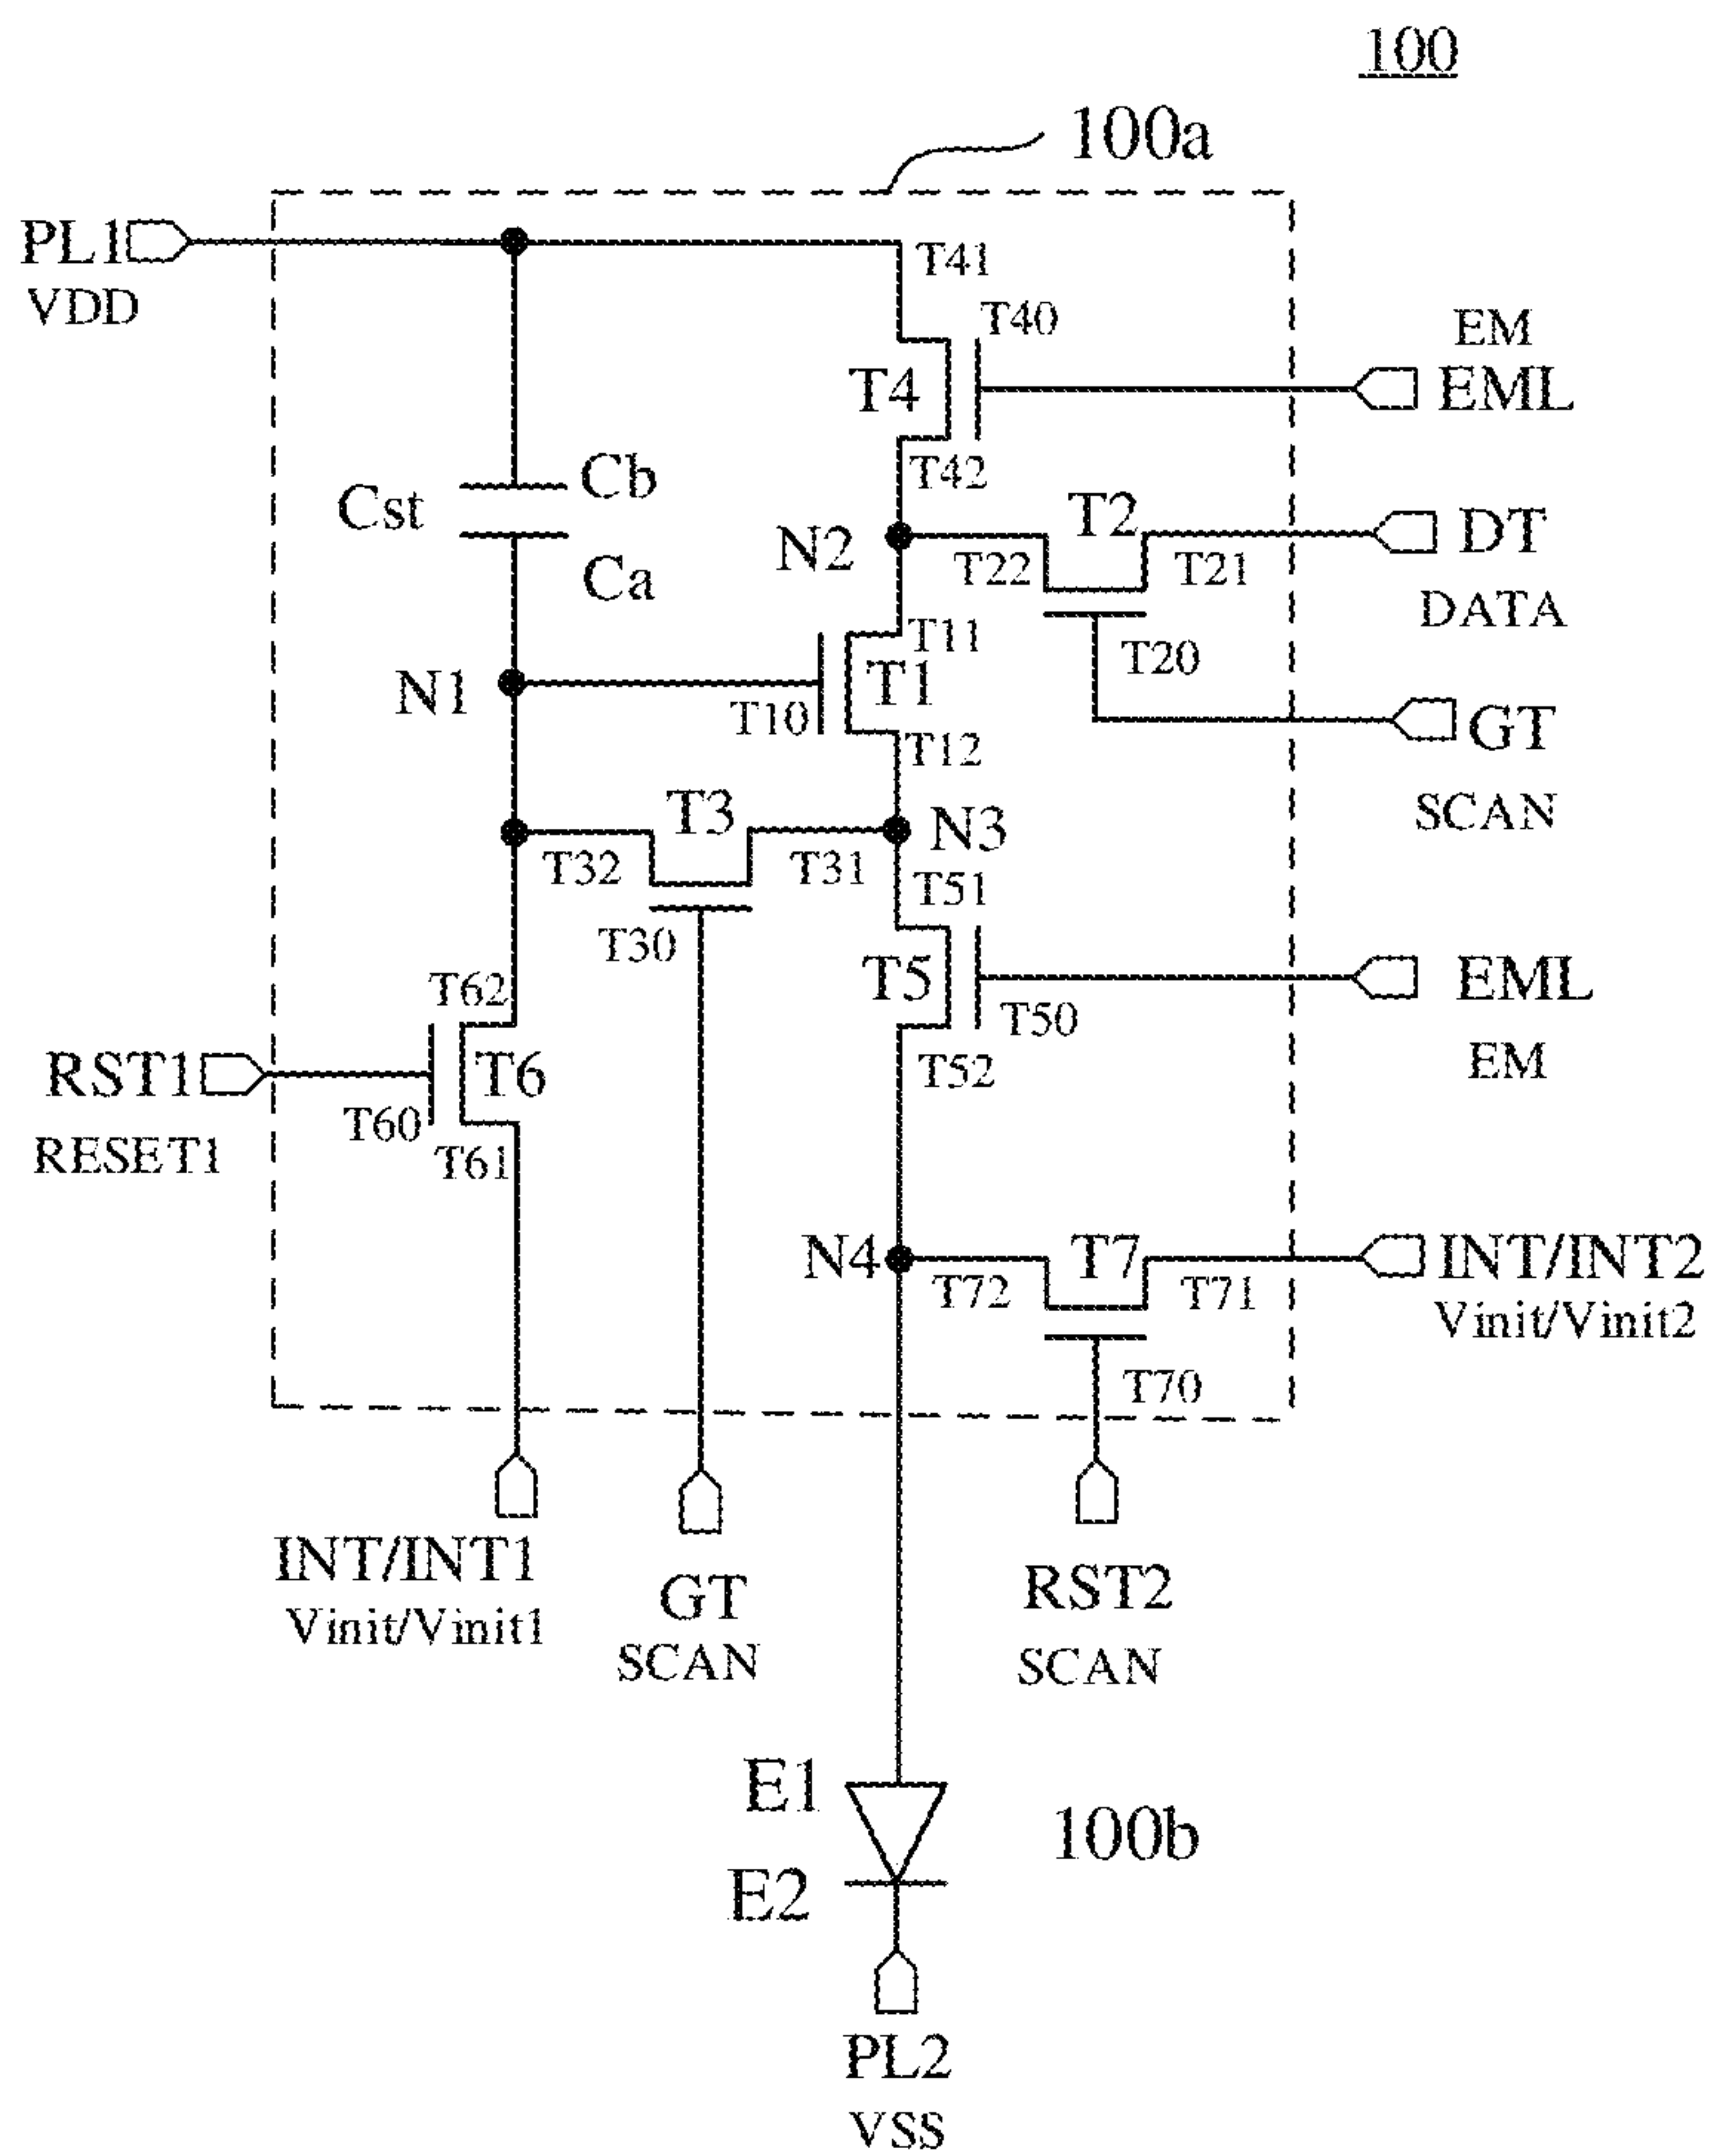 100
100a
PL1
VDD
T41
T40
EM
T4
EML
T42
Cb
Cst
T2
DT
N2
T22
T21
Ca
DATA
T11
T20
N1
T1
T10
GT
T12
SCAN
T3
N3
T32
T31
T51
T30
T5
EML
T62
T50
RST1
T6
T52
EM
T60
RESET1
T61
N4
T7
INT/INT2
T72
T71
Vinit/Vinit2
T70
INT/INT1
Vinit/Vinit1
GT
SCAN
RST2
SCAN
E1
100b
E2
PL2
VSS